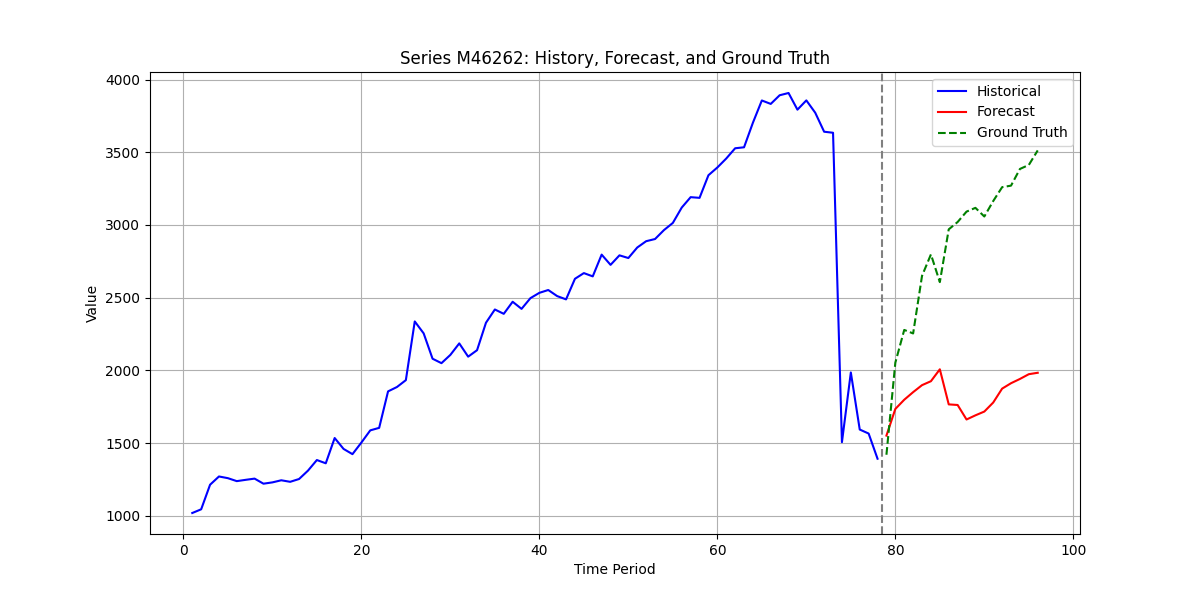 Series M46262: History, Forecast, and Ground Truth
4000
3500
3000
2500
2000
1500
1000
Value
0
20
40
60
80
100
Time Period
Historical
Forecast
Ground Truth